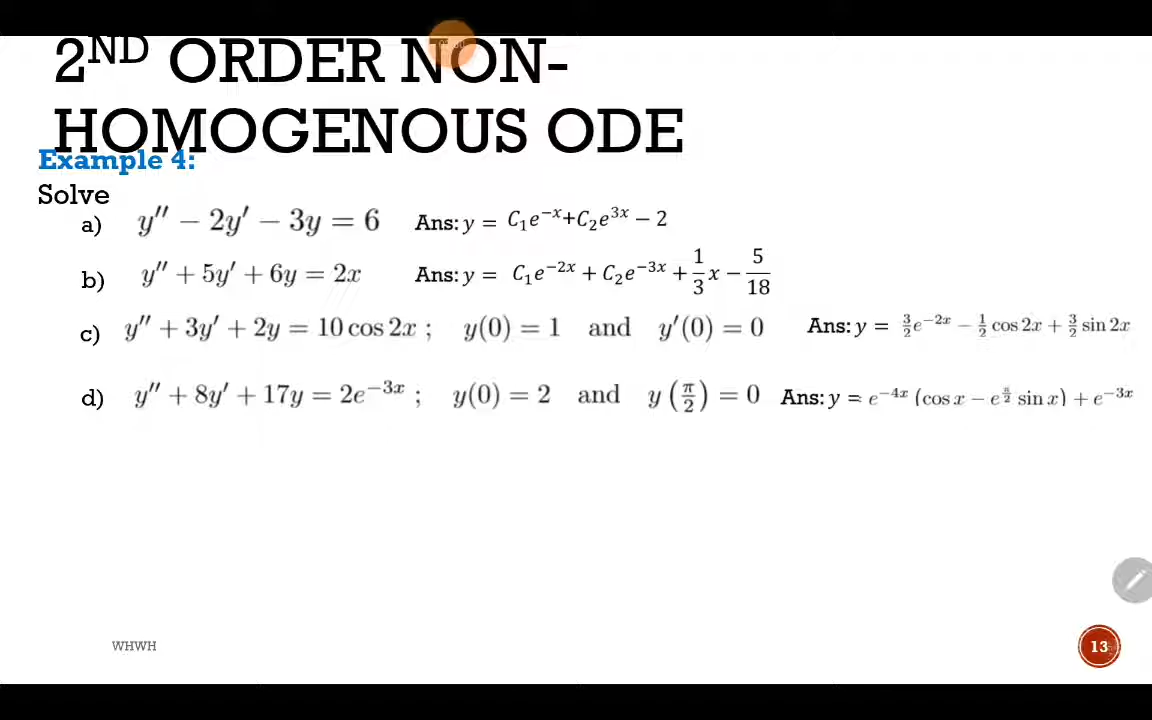 2ND ORDER NON-
HOMOGENOUS ODE
Example 4:
Solve
a) y′′ − 2y′ − 3y = 6 Ans: y = C₁e⁻ˣ+C₂e³ˣ − 2
b) y′′ + 5y′ + 6y = 2x Ans: y = C₁e⁻²ˣ + C₂e⁻³ˣ + 1/3 x − 5/18
c) y′′ + 3y′ + 2y = 10 cos 2x ; y(0) = 1 and y′(0) = 0 Ans: y = 3/2 e⁻²ˣ − 1/2 cos 2x + 3/2 sin 2x
d) y′′ + 8y′ + 17y = 2e⁻³ˣ ; y(0) = 2 and y(π/2) = 0 Ans: y = e⁻⁴ˣ (cos x − e^(π/2) sin x) + e⁻³ˣ
WHWH
13